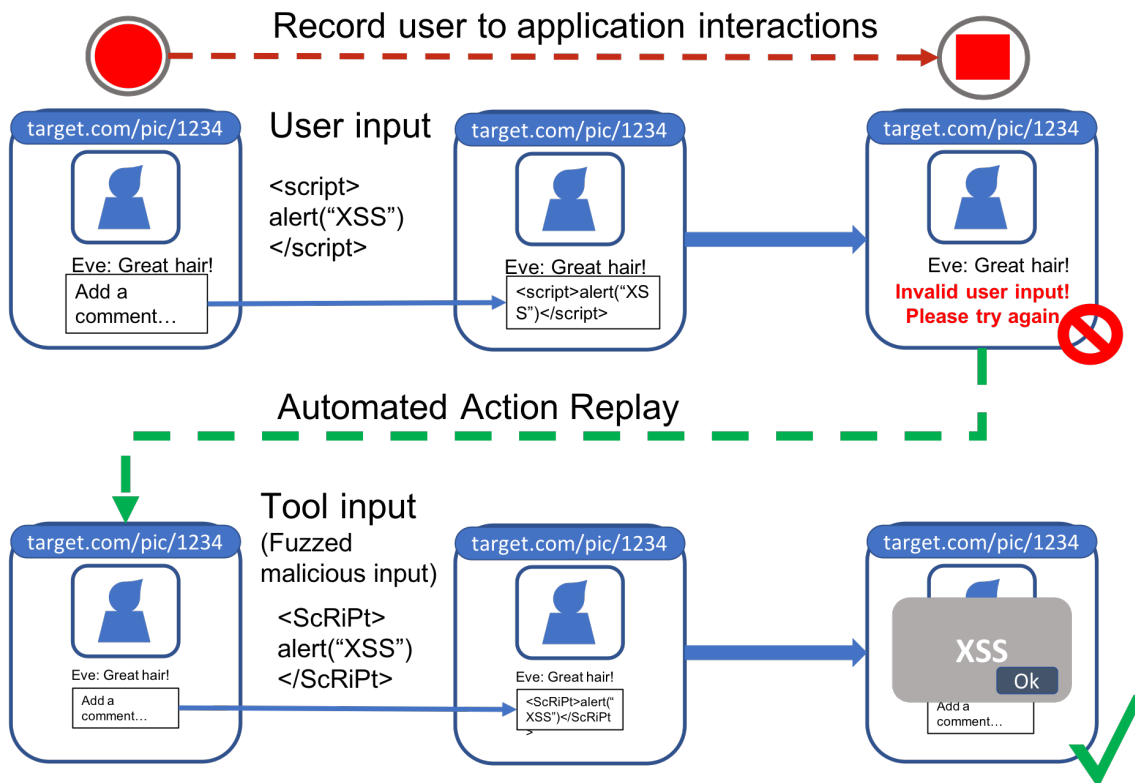 Record user to application interactions
target.com/pic/1234
User input
<script>
alert(“XSS”)
</script>
Eve: Great hair!
Add a
comment…
target.com/pic/1234
Eve: Great hair!
<script>alert(“XS
S”)</script>
target.com/pic/1234
Eve: Great hair!
Invalid user input!
Please try again
Automated Action Replay
target.com/pic/1234
Eve: Great hair!
Add a
comment…
Tool input
(Fuzzed
malicious input)
<ScRiPt>
alert(“XSS”)
</ScRiPt>
target.com/pic/1234
Eve: Great hair!
<ScRiPt>alert(“
XSS”)</ScRiPt
>
target.com/pic/1234
XSS
Ok
Add a
comment…